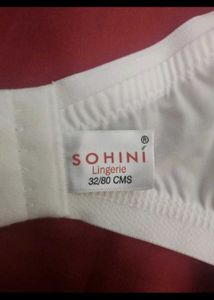 ®
SOHINI
Lingerie
32/80 CMS